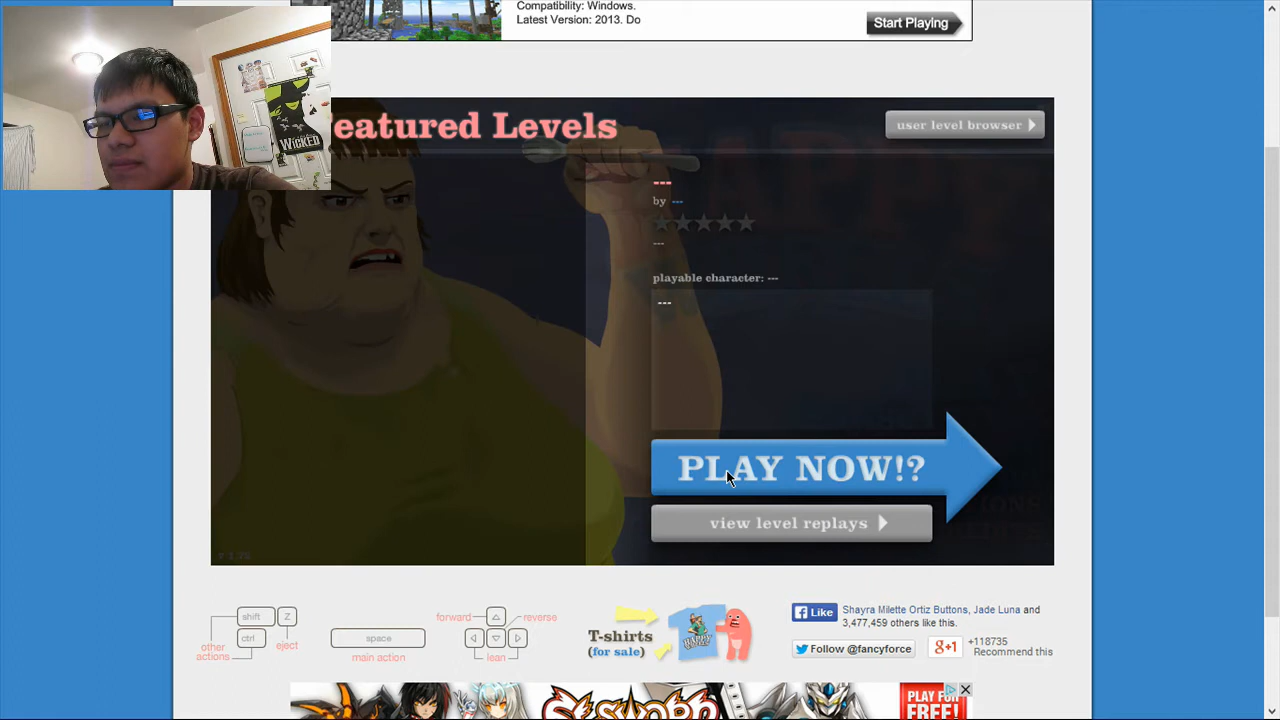 Compatibility: Windows.
Latest Version: 2013. Do
Start Playing
WICKED
eatured Levels
user level browser
---
by ---
---
playable character: ---
---
PLAY NOW!?
view level replays
shift
Z
ctrl
other
actions
eject
space
main action
forward
reverse
lean
T-shirts
(for sale)
Like
Shayra Milette Ortiz Buttons, Jade Luna and
3,477,459 others like this.
Follow @fancyforce
g+1
+118735
Recommend this
PLAY FOR
FREE!